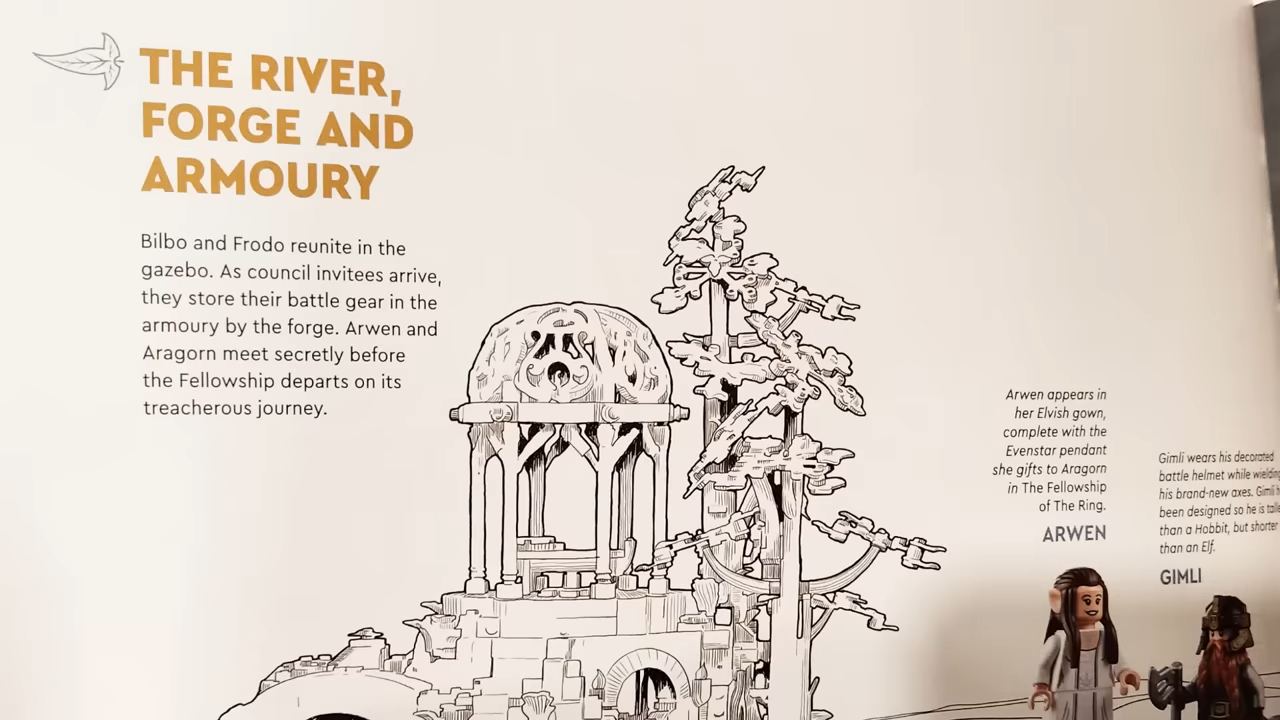 THE RIVER,
FORGE AND
ARMOURY
Bilbo and Frodo reunite in the
gazebo. As council invitees arrive,
they store their battle gear in the
armoury by the forge. Arwen and
Aragorn meet secretly before
the Fellowship departs on its
treacherous journey.
Arwen appears in
her Elvish gown,
complete with the
Evenstar pendant
she gifts to Aragorn
in The Fellowship
of The Ring.
ARWEN
Gimli wears his decorated
battle helmet while wielding
his brand-new axes. Gimli
been designed so he is
than a Hobbit, but shorter
than an Elf.
GIMLI